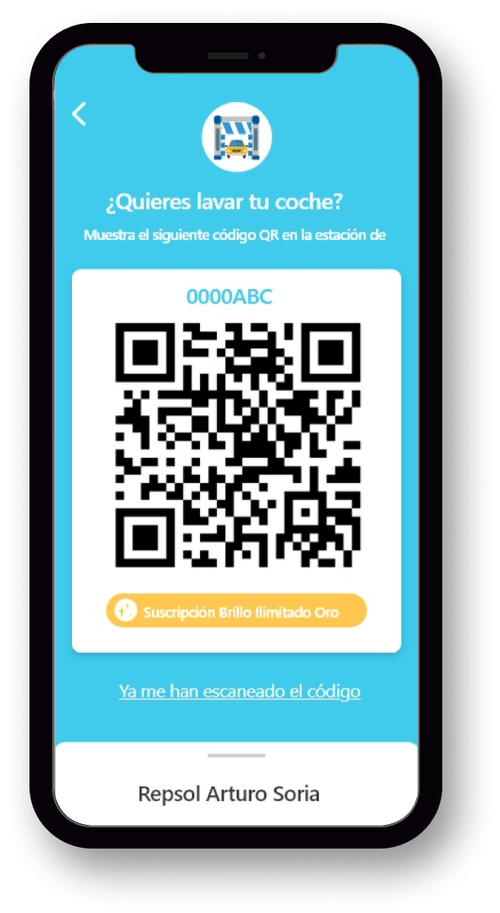 ¿Quieres lavar tu coche?
Muestra el siguiente código QR en la estación de
0000ABC
Suscripción Brillo Ilimitado Oro
Ya me han escaneado el código
Repsol Arturo Soria